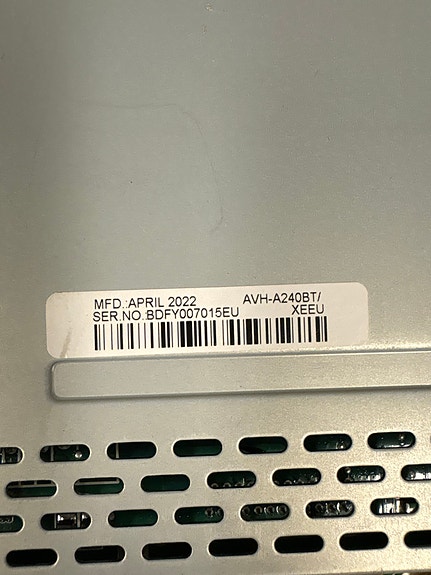 MFD.:APRIL 2022 AVH-A240BT/
SER.NO.BDFY007015EU XEEU